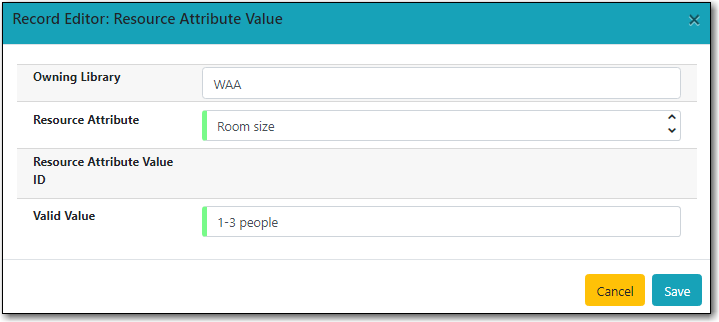 Record Editor: Resource Attribute Value ×
Owning Library WAA
Resource Attribute Room size
Resource Attribute Value
ID
Valid Value 1-3 people
Cancel Save